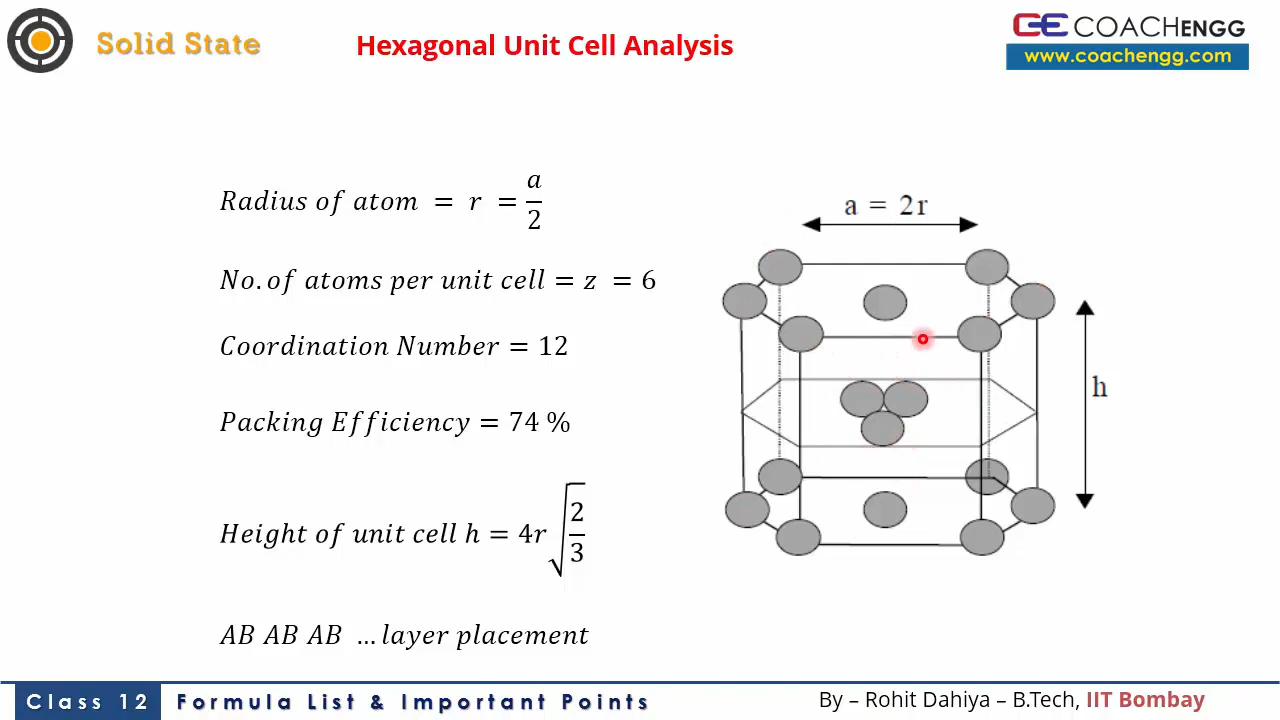 Solid State
Hexagonal Unit Cell Analysis
CE COACHENGG
www.coachengg.com
Radius of atom = r = a/2
No. of atoms per unit cell = z = 6
Coordination Number = 12
Packing Efficiency = 74 %
Height of unit cell h = 4r√(2/3)
AB AB AB ... layer placement
a = 2r
h
Class 12 Formula List & Important Points
By – Rohit Dahiya – B.Tech, IIT Bombay